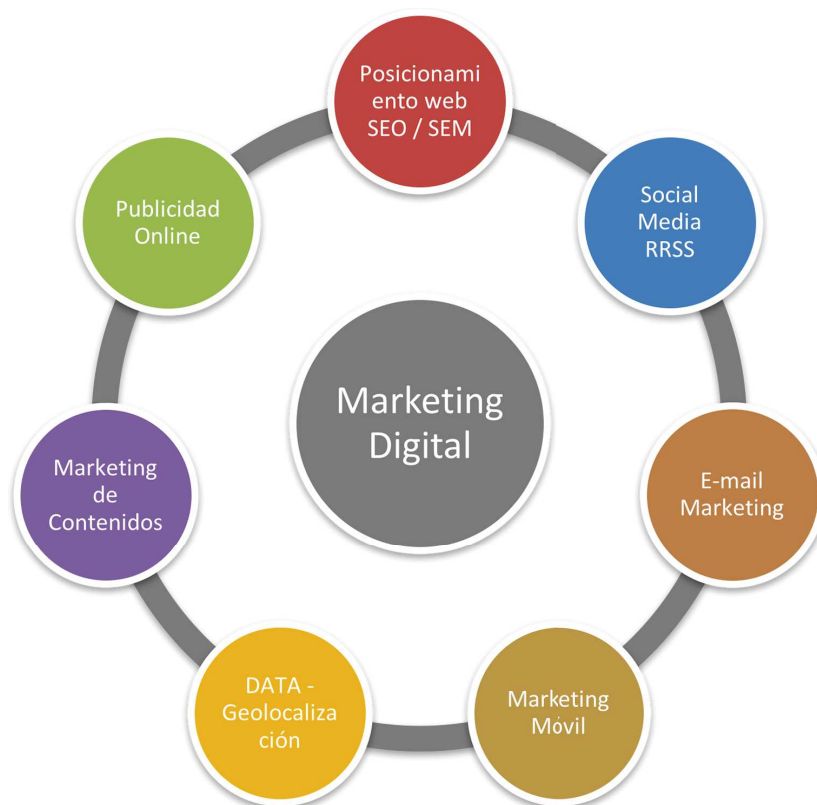 Posicionami
ento web
SEO / SEM
Social
Media
RRSS
E-mail
Marketing
Marketing
Móvil
DATA -
Geolocaliza
ción
Marketing
de
Contenidos
Publicidad
Online
Marketing
Digital